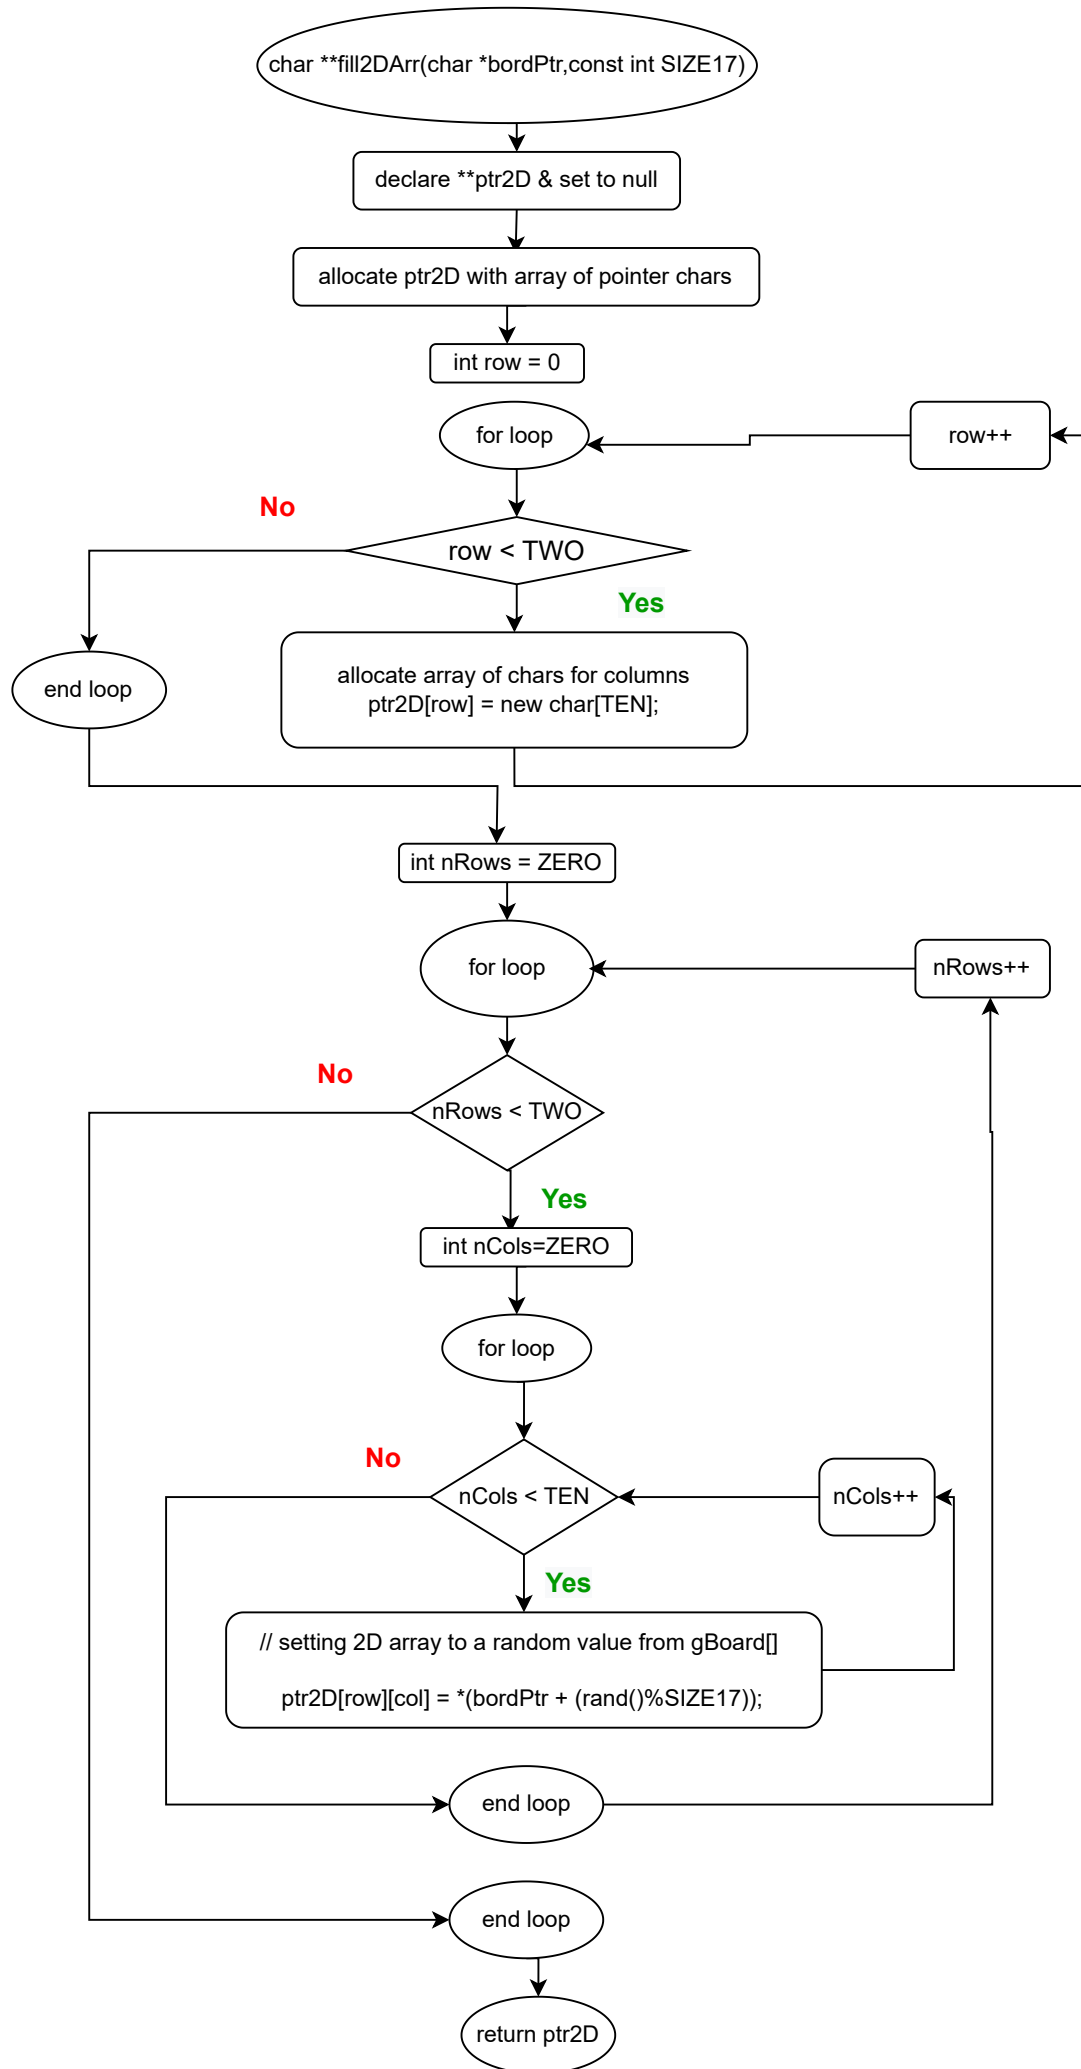 char **fill2DArr(char *bordPtr,const int SIZE17)
declare **ptr2D & set to null
allocate ptr2D with array of pointer chars
int row = 0
for loop
row++
No
row < TWO
Yes
allocate array of chars for columns
ptr2D[row] = new char[TEN];
end loop
int nRows = ZERO
for loop
nRows++
No
nRows < TWO
Yes
int nCols=ZERO
for loop
No
nCols < TEN
nCols++
Yes
// setting 2D array to a random value from gBoard[]
ptr2D[row][col] = *(bordPtr + (rand()%SIZE17));
end loop
end loop
return ptr2D